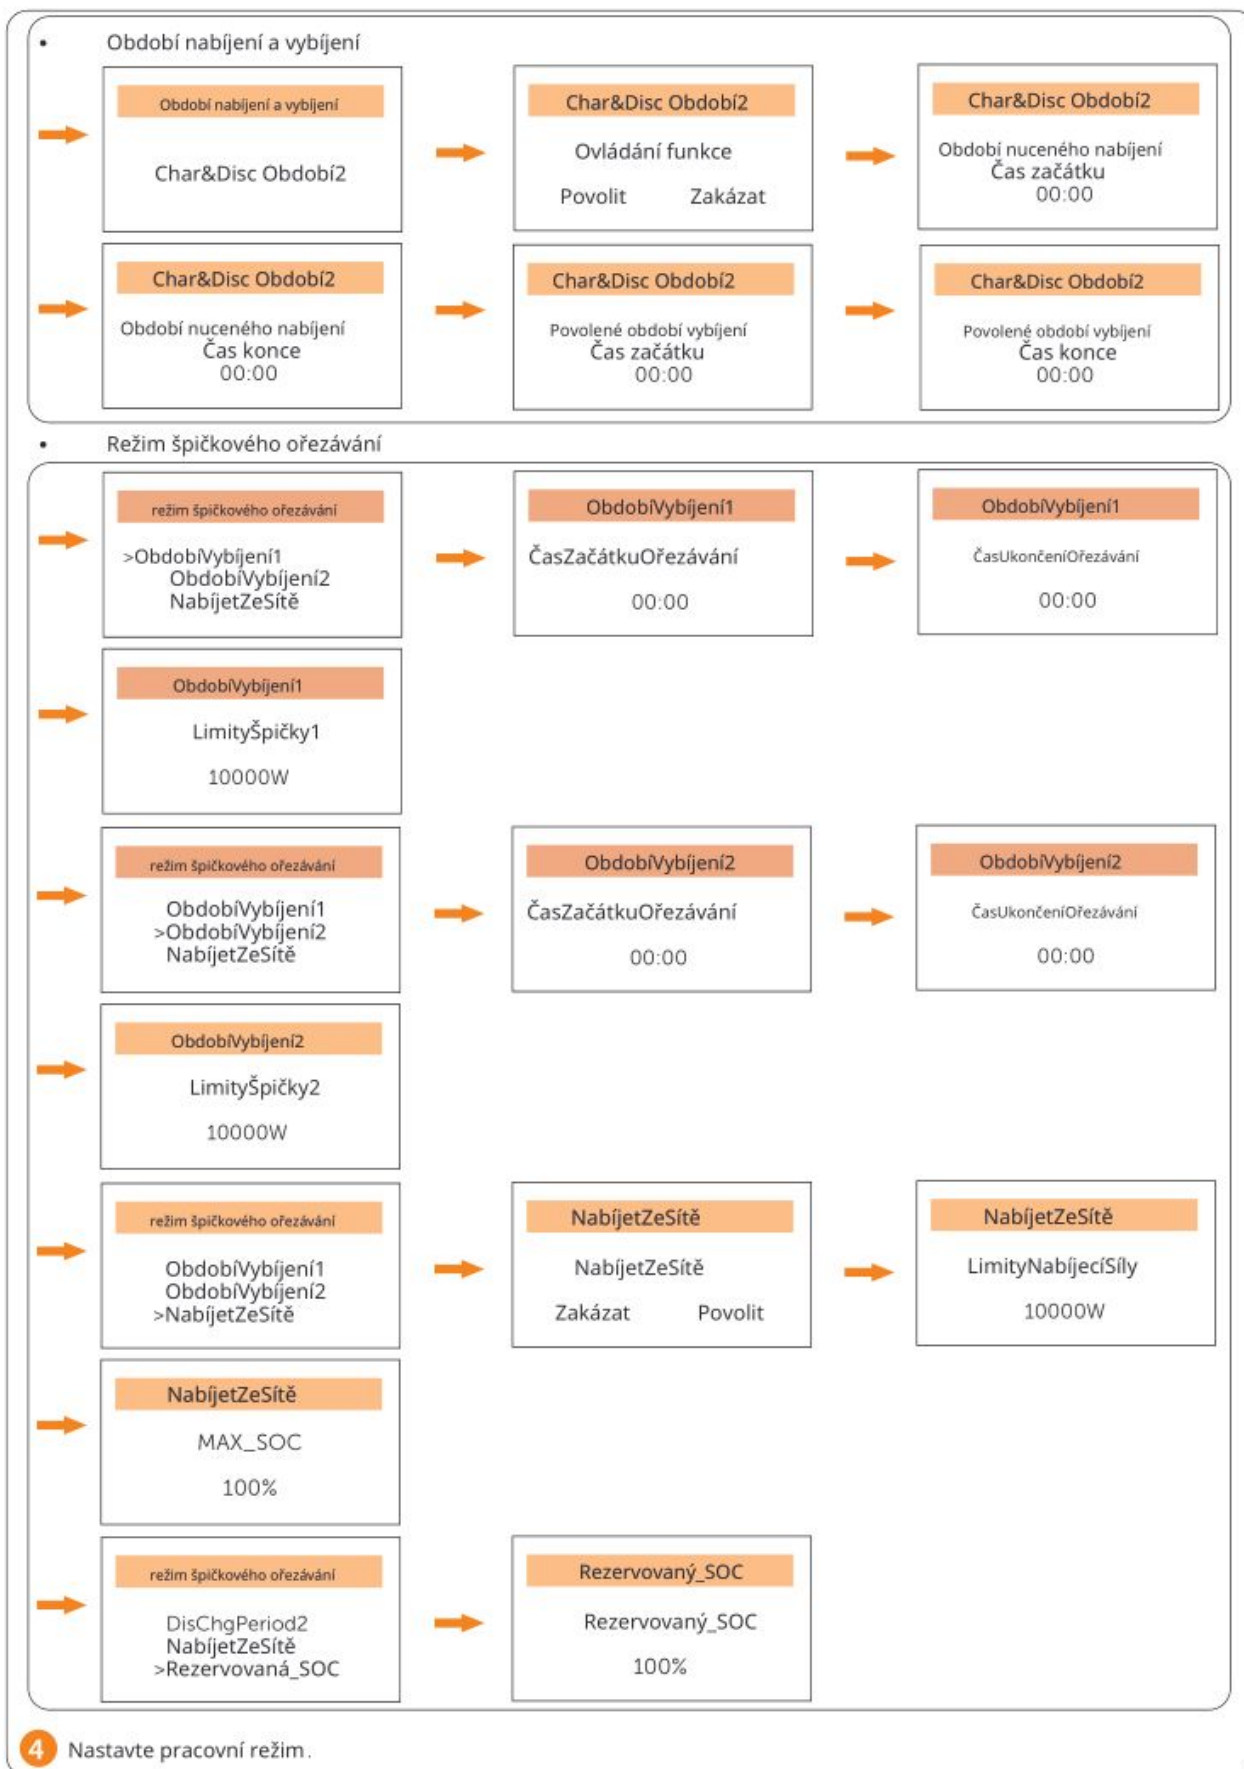 • Období nabíjení a vybíjení
Období nabíjení a vybíjení
Char&Disc Období2
Char&Disc Období2
Ovládání funkce
Povolit Zakázat
Char&Disc Období2
Období nuceného nabíjení
Čas začátku
00:00
Char&Disc Období2
Období nuceného nabíjení
Čas konce
00:00
Char&Disc Období2
Povolené období vybíjení
Čas začátku
00:00
Char&Disc Období2
Povolené období vybíjení
Čas konce
00:00
• Režim špičkového ořezávání
režim špičkového ořezávání
>ObdobíVybíjení1
ObdobíVybíjení2
NabíjetZeSítě
ObdobíVybíjení1
ČasZačátkuOřezávání
00:00
ObdobíVybíjení1
ČasUkončeníOřezávání
00:00
ObdobíVybíjení1
LimityŠpičky1
10000W
režim špičkového ořezávání
ObdobíVybíjení1
>ObdobíVybíjení2
NabíjetZeSítě
ObdobíVybíjení2
ČasZačátkuOřezávání
00:00
ObdobíVybíjení2
ČasUkončeníOřezávání
00:00
ObdobíVybíjení2
LimityŠpičky2
10000W
režim špičkového ořezávání
ObdobíVybíjení1
ObdobíVybíjení2
>NabíjetZeSítě
NabíjetZeSítě
NabíjetZeSítě
Zakázat Povolit
NabíjetZeSítě
LimityNabíjecíSíly
10000W
NabíjetZeSítě
MAX_SOC
100%
režim špičkového ořezávání
DisChgPeriod2
NabíjetZeSítě
>Rezervovaná_SOC
Rezervovaný_SOC
Rezervovaný_SOC
100%
4 Nastavte pracovní režim.